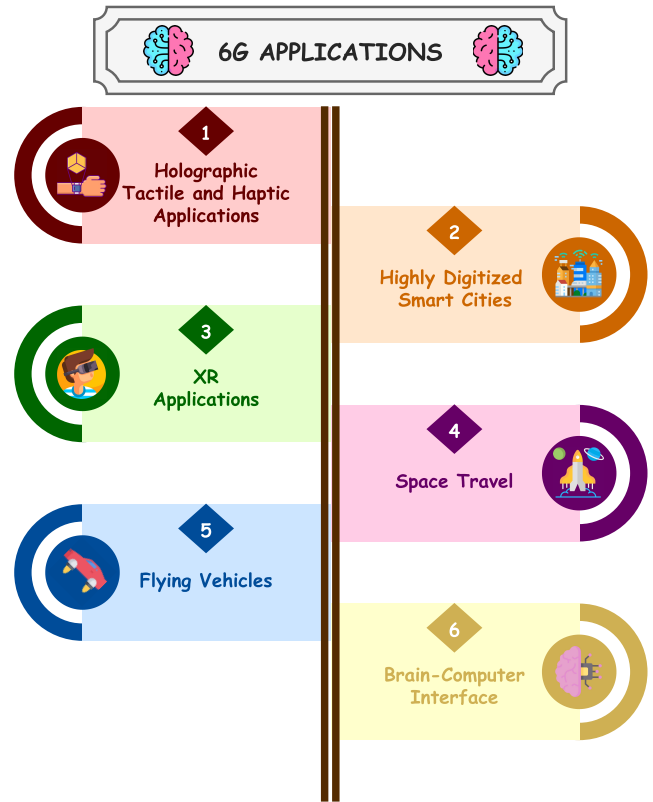 6G APPLICATIONS
1
Holographic
Tactile and Haptic
Applications
2
Highly Digitized
Smart Cities
3
XR
Applications
4
Space Travel
5
Flying Vehicles
6
Brain-Computer
Interface